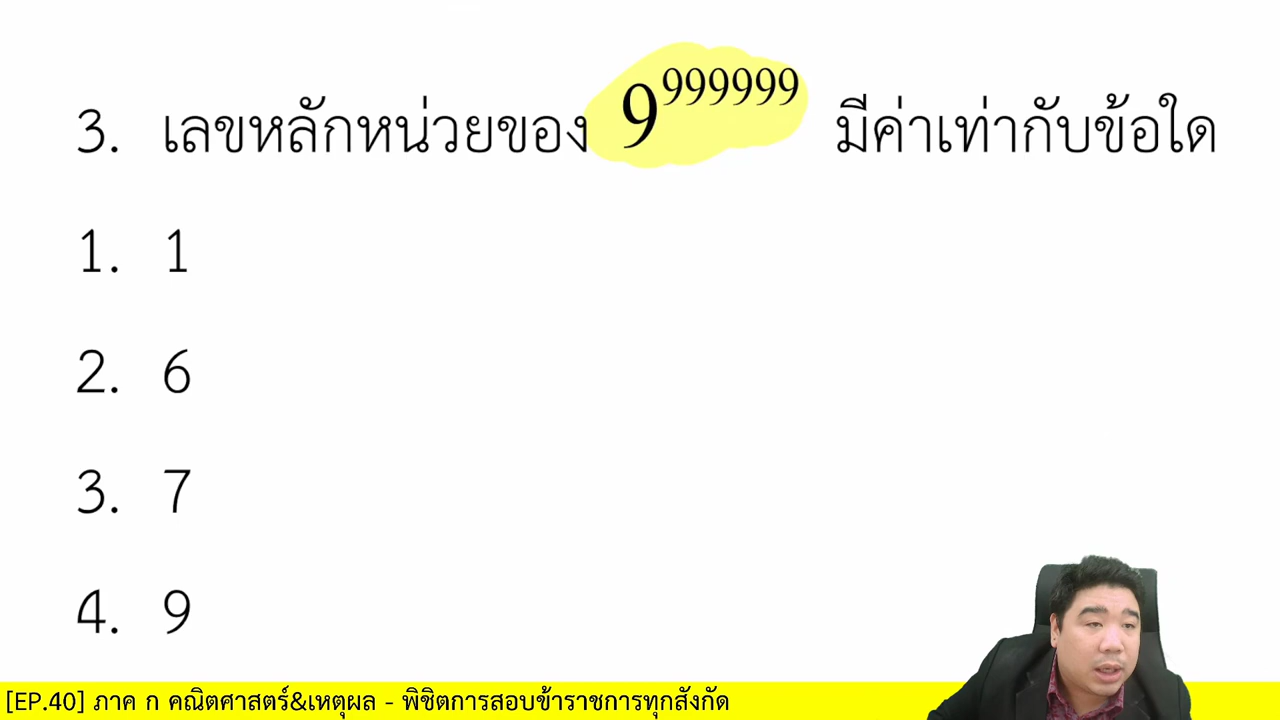 3. เลขหลักหน่วยของ 9^999999 มีค่าเท่ากับข้อใด
1. 1
2. 6
3. 7
4. 9
[EP.40] ภาค ก คณิตศาสตร์&เหตุผล - พิชิตการสอบข้าราชการทุกสังกัด